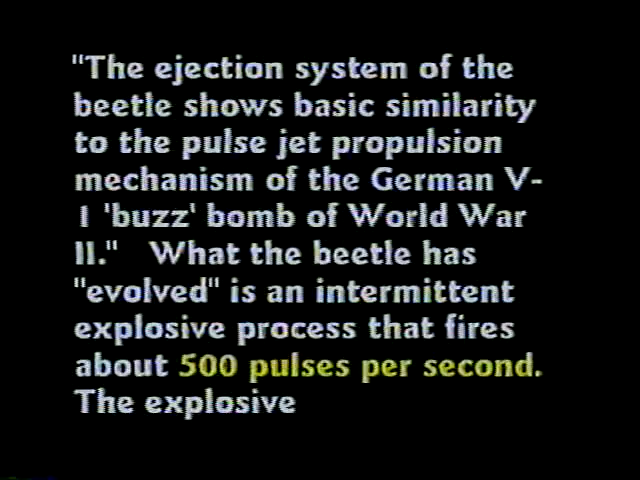 "The ejection system of the
beetle shows basic similarity
to the pulse jet propulsion
mechanism of the German V-
1 'buzz' bomb of World War
II."   What the beetle has
"evolved" is an intermittent
explosive process that fires
about 500 pulses per second.
The explosive